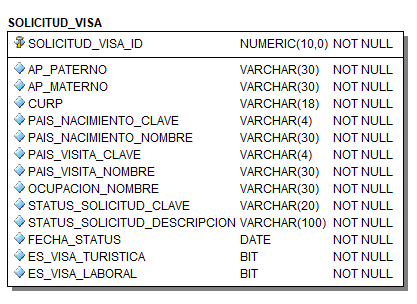 SOLICITUD_VISA
SOLICITUD_VISA_ID NUMERIC(10,0) NOT NULL
AP_PATERNO VARCHAR(30) NOT NULL
AP_MATERNO VARCHAR(30) NOT NULL
CURP VARCHAR(18) NOT NULL
PAIS_NACIMIENTO_CLAVE VARCHAR(4) NOT NULL
PAIS_NACIMIENTO_NOMBRE VARCHAR(30) NOT NULL
PAIS_VISITA_CLAVE VARCHAR(4) NOT NULL
PAIS_VISITA_NOMBRE VARCHAR(30) NOT NULL
OCUPACION_NOMBRE VARCHAR(30) NOT NULL
STATUS_SOLICITUD_CLAVE VARCHAR(20) NOT NULL
STATUS_SOLICITUD_DESCRIPCION VARCHAR(100) NOT NULL
FECHA_STATUS DATE NOT NULL
ES_VISA_TURISTICA BIT NOT NULL
ES_VISA_LABORAL BIT NOT NULL